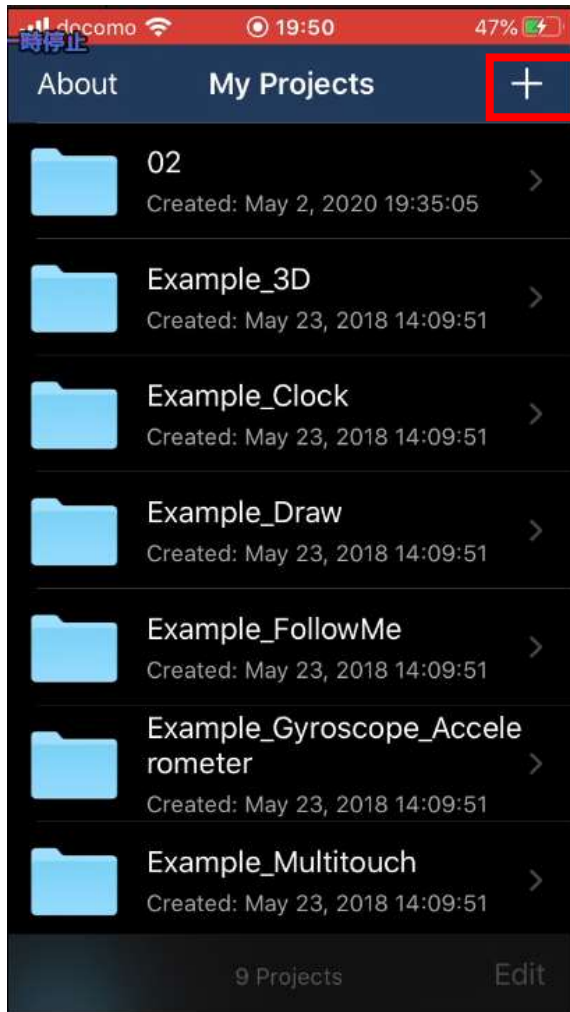 docomo 19:50 47%
一時停止
About My Projects +
02
Created: May 2, 2020 19:35:05
Example_3D
Created: May 23, 2018 14:09:51
Example_Clock
Created: May 23, 2018 14:09:51
Example_Draw
Created: May 23, 2018 14:09:51
Example_FollowMe
Created: May 23, 2018 14:09:51
Example_Gyroscope_Accele
rometer
Created: May 23, 2018 14:09:51
Example_Multitouch
Created: May 23, 2018 14:09:51
9 Projects Edit